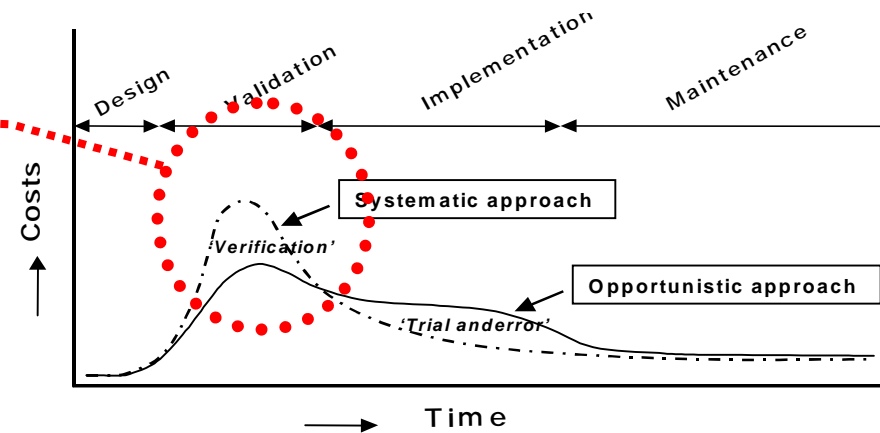 Design
Validation
Implementation
Maintenance
Costs
Systematic approach
'Verification'
Opportunistic approach
'Trial anderror'
Time